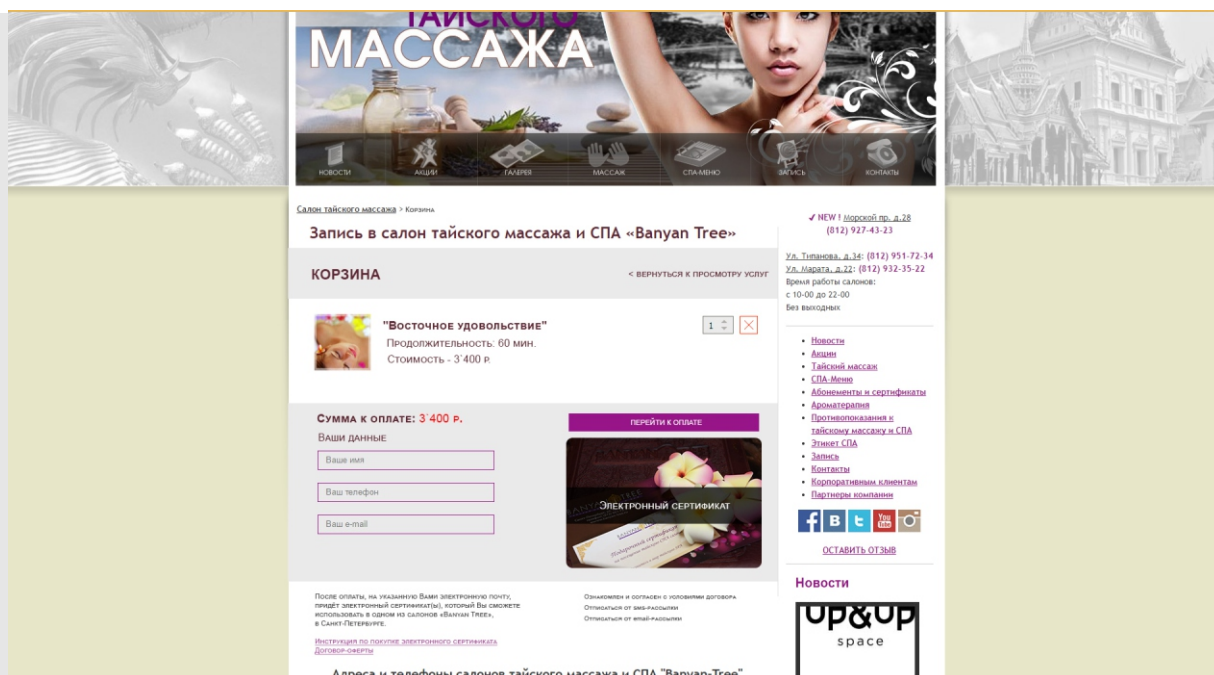 ТАЙСКОГО
МАССАЖА
НОВОСТИ
АКЦИИ
ГАЛЕРЕЯ
МАССАЖ
СПА-МЕНЮ
ЗАПИСЬ
КОНТАКТЫ
Салон тайского массажа > Корзина
Запись в салон тайского массажа и СПА «Banyan Tree»
КОРЗИНА
< ВЕРНУТЬСЯ К ПРОСМОТРУ УСЛУГ
"Восточное удовольствие"
Продолжительность: 60 мин.
Стоимость - 3`400 р.
1
Сумма к оплате: 3`400 р.
Ваши данные
Ваше имя
Ваш телефон
Ваш e-mail
ПЕРЕЙТИ К ОПЛАТЕ
Электронный сертификат
После оплаты, на указанную Вами электронную почту,
придёт электронный сертификат(ы), который Вы сможете
использовать в одном из салонов «Banyan Tree»,
в Санкт-Петербурге.
Инструкция по покупке электронного сертификата
Договор-оферты
Ознакомлен и согласен с условиями договора
Отписаться от sms-рассылки
Отписаться от email-рассылки
Адреса и телефоны салонов тайского массажа и СПА "Banyan-Tree"
✓ NEW ! Морской пр. д.28
(812) 927-43-23
Ул. Типанова, д.34: (812) 951-72-34
Ул. Марата, д.22: (812) 932-35-22
Время работы салонов:
с 10-00 до 22-00
Без выходных
Новости
Акции
Тайский массаж
СПА-Меню
Абонементы и сертификаты
Ароматерапия
Противопоказания к
тайскому массажу и СПА
Этикет СПА
Запись
Контакты
Корпоративным клиентам
Партнеры компании
You
Tube
ОСТАВИТЬ ОТЗЫВ
Новости
UP&UP
space